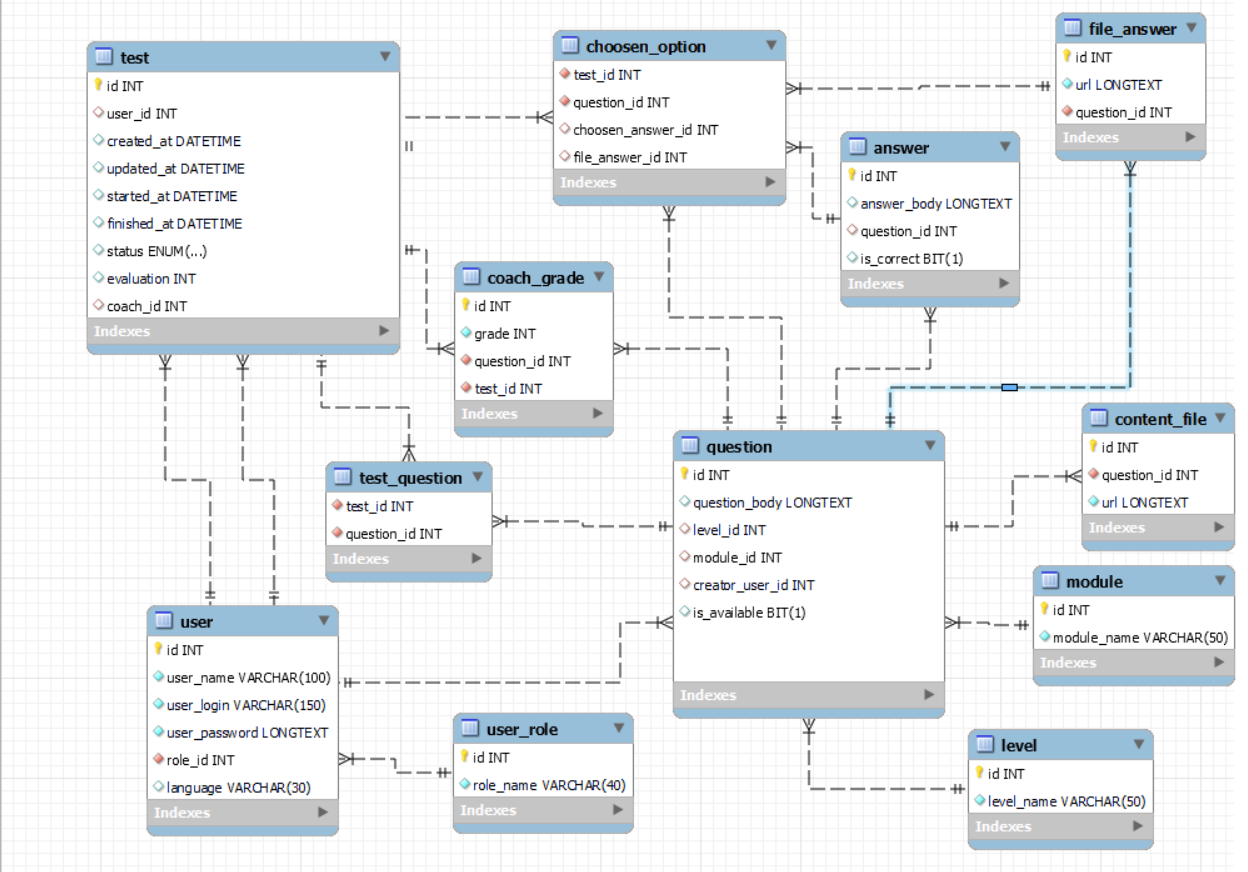 test
id INT
user_id INT
created_at DATETIME
updated_at DATETIME
started_at DATETIME
finished_at DATETIME
status ENUM(...)
evaluation INT
coach_id INT
Indexes
choosen_option
test_id INT
question_id INT
choosen_answer_id INT
file_answer_id INT
Indexes
file_answer
id INT
url LONGTEXT
question_id INT
Indexes
answer
id INT
answer_body LONGTEXT
question_id INT
is_correct BIT(1)
Indexes
coach_grade
id INT
grade INT
question_id INT
test_id INT
Indexes
test_question
test_id INT
question_id INT
Indexes
question
id INT
question_body LONGTEXT
level_id INT
module_id INT
creator_user_id INT
is_available BIT(1)
Indexes
content_file
id INT
question_id INT
url LONGTEXT
Indexes
module
id INT
module_name VARCHAR(50)
Indexes
user
id INT
user_name VARCHAR(100)
user_login VARCHAR(150)
user_password LONGTEXT
role_id INT
language VARCHAR(30)
Indexes
user_role
id INT
role_name VARCHAR(40)
Indexes
level
id INT
level_name VARCHAR(50)
Indexes